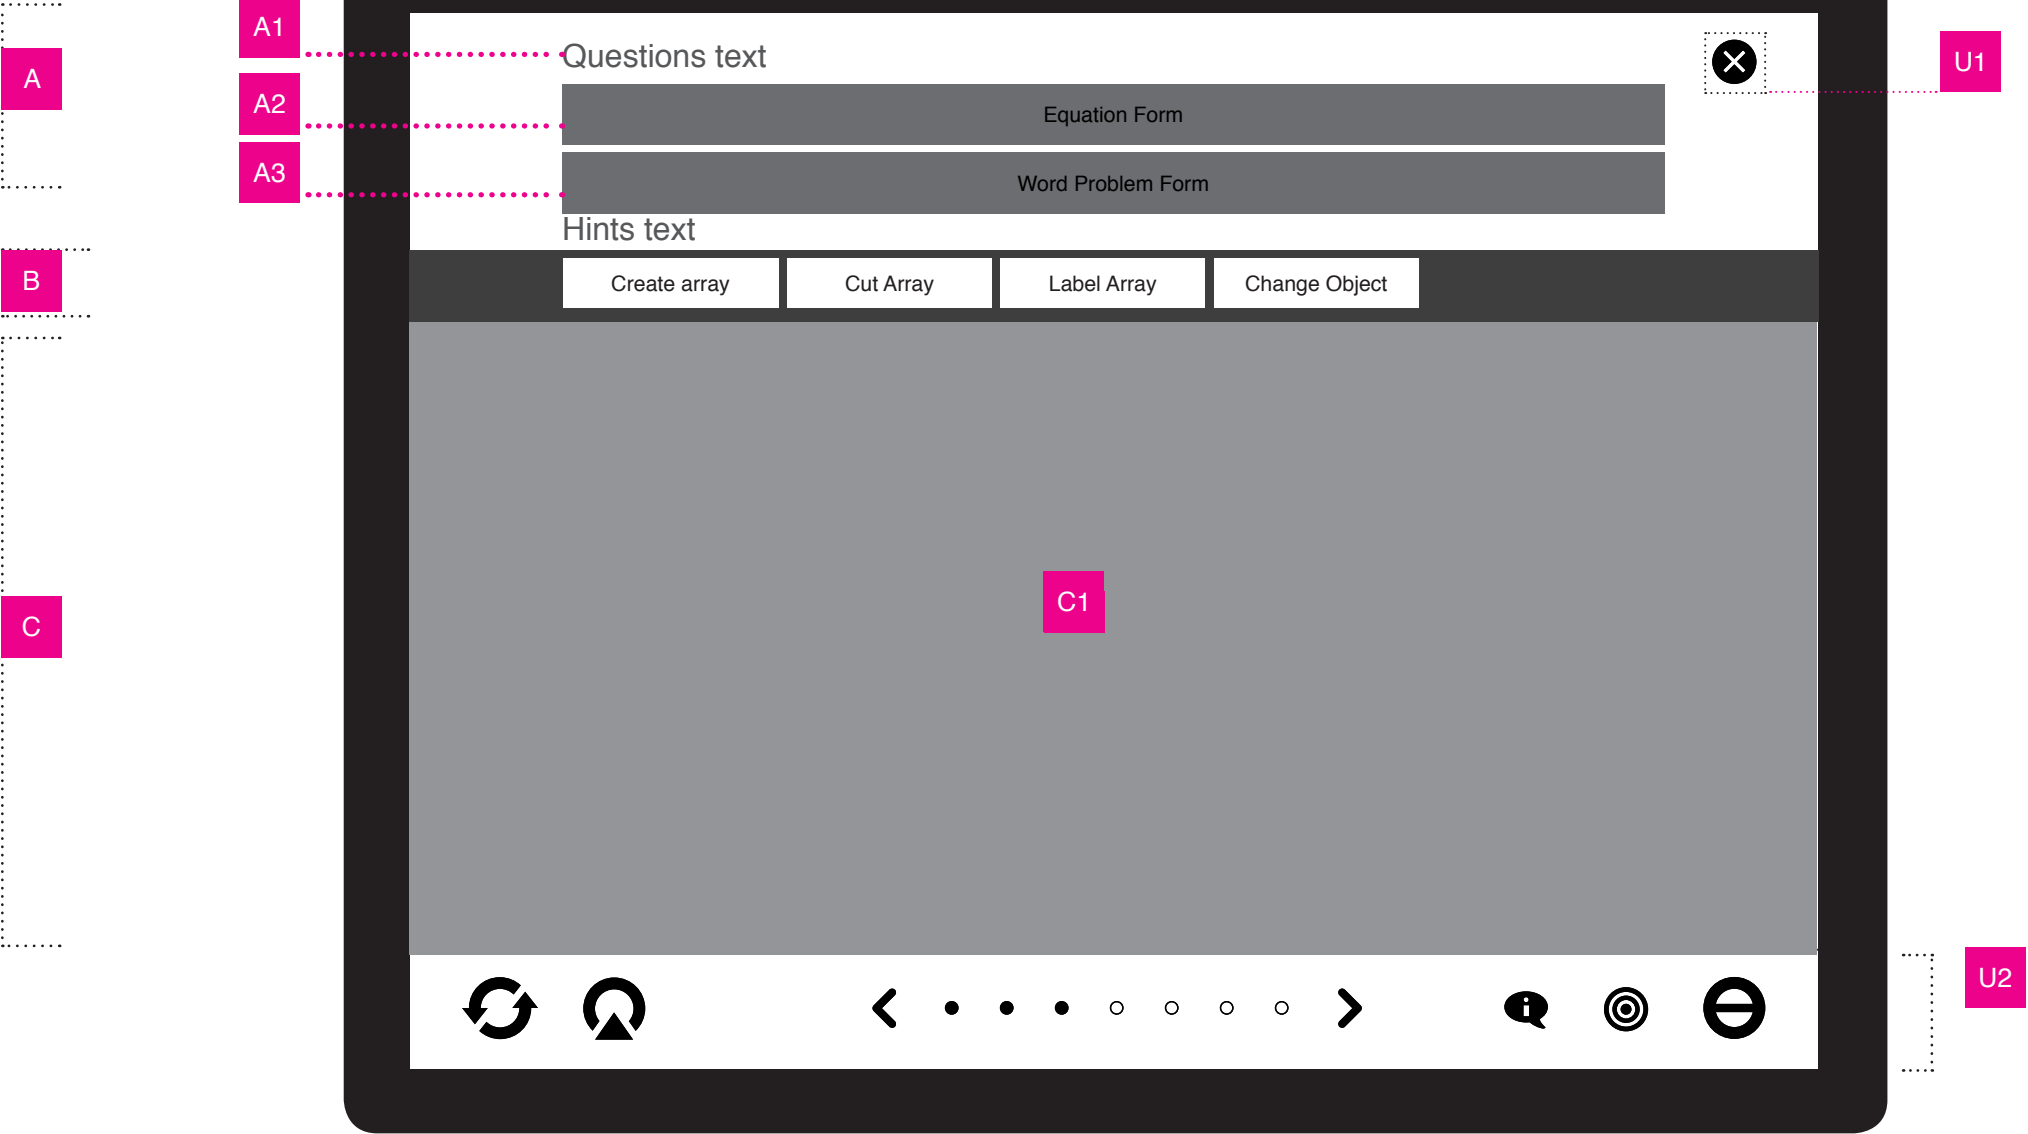 A1
Questions text
U1
A
A2
Equation Form
A3
Word Problem Form
Hints text
B
Create array
Cut Array
Label Array
Change Object
C1
C
U2
i